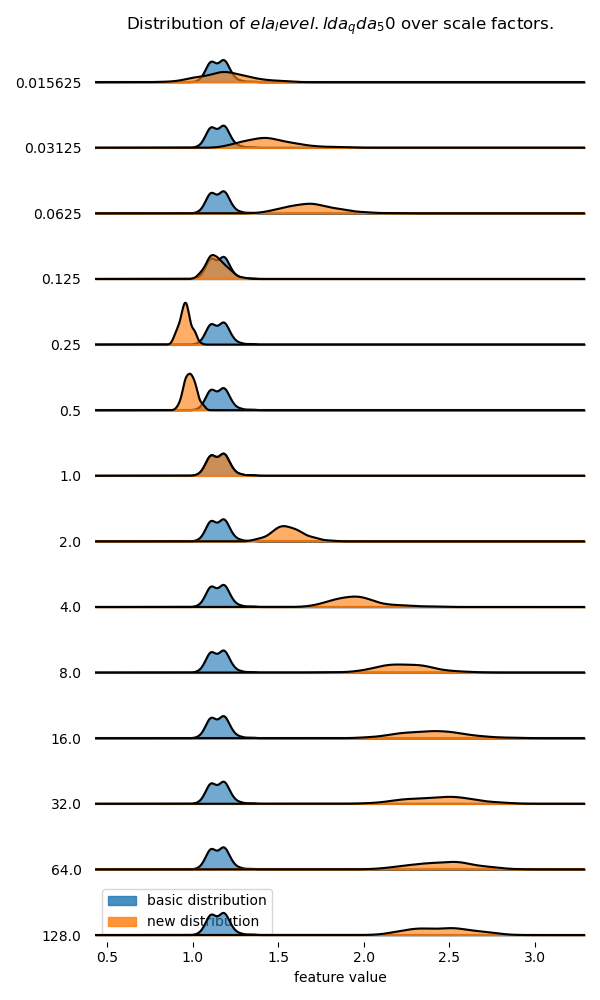 Distribution of elaₗevel.lda_qda₅0 over scale factors.
0.015625
0.03125
0.0625
0.125
0.25
0.5
1.0
2.0
4.0
8.0
16.0
32.0
64.0
128.0
basic distribution
new distribution
0.5 1.0 1.5 2.0 2.5 3.0
feature value